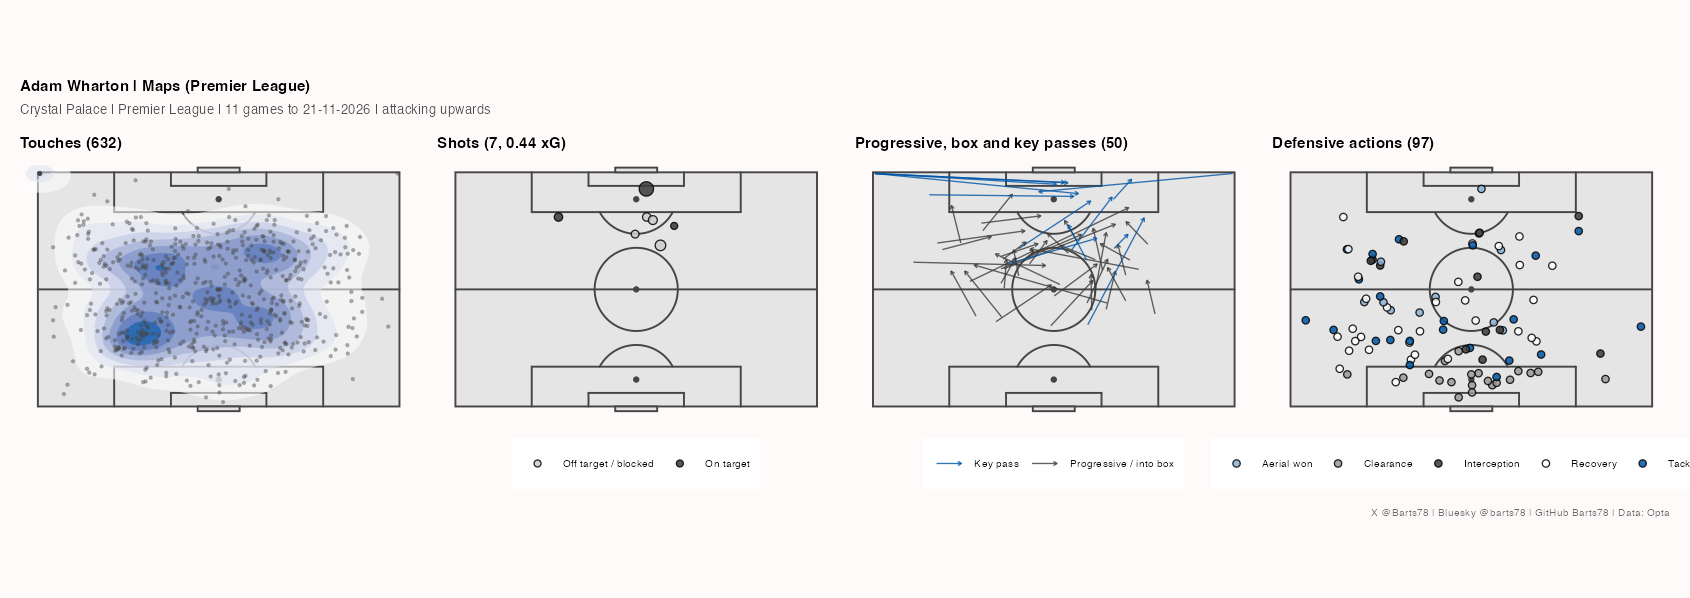 Adam Wharton | Maps (Premier League)
Crystal Palace | Premier League | 11 games to 21-11-2026 | attacking upwards
Touches (632)
Shots (7, 0.44 xG)
Progressive, box and key passes (50)
Defensive actions (97)
Off target / blocked
On target
Key pass
Progressive / into box
Aerial won
Clearance
Interception
Recovery
Tack
X @Barts78 | Bluesky @barts78 | GitHub Barts78 | Data: Opta